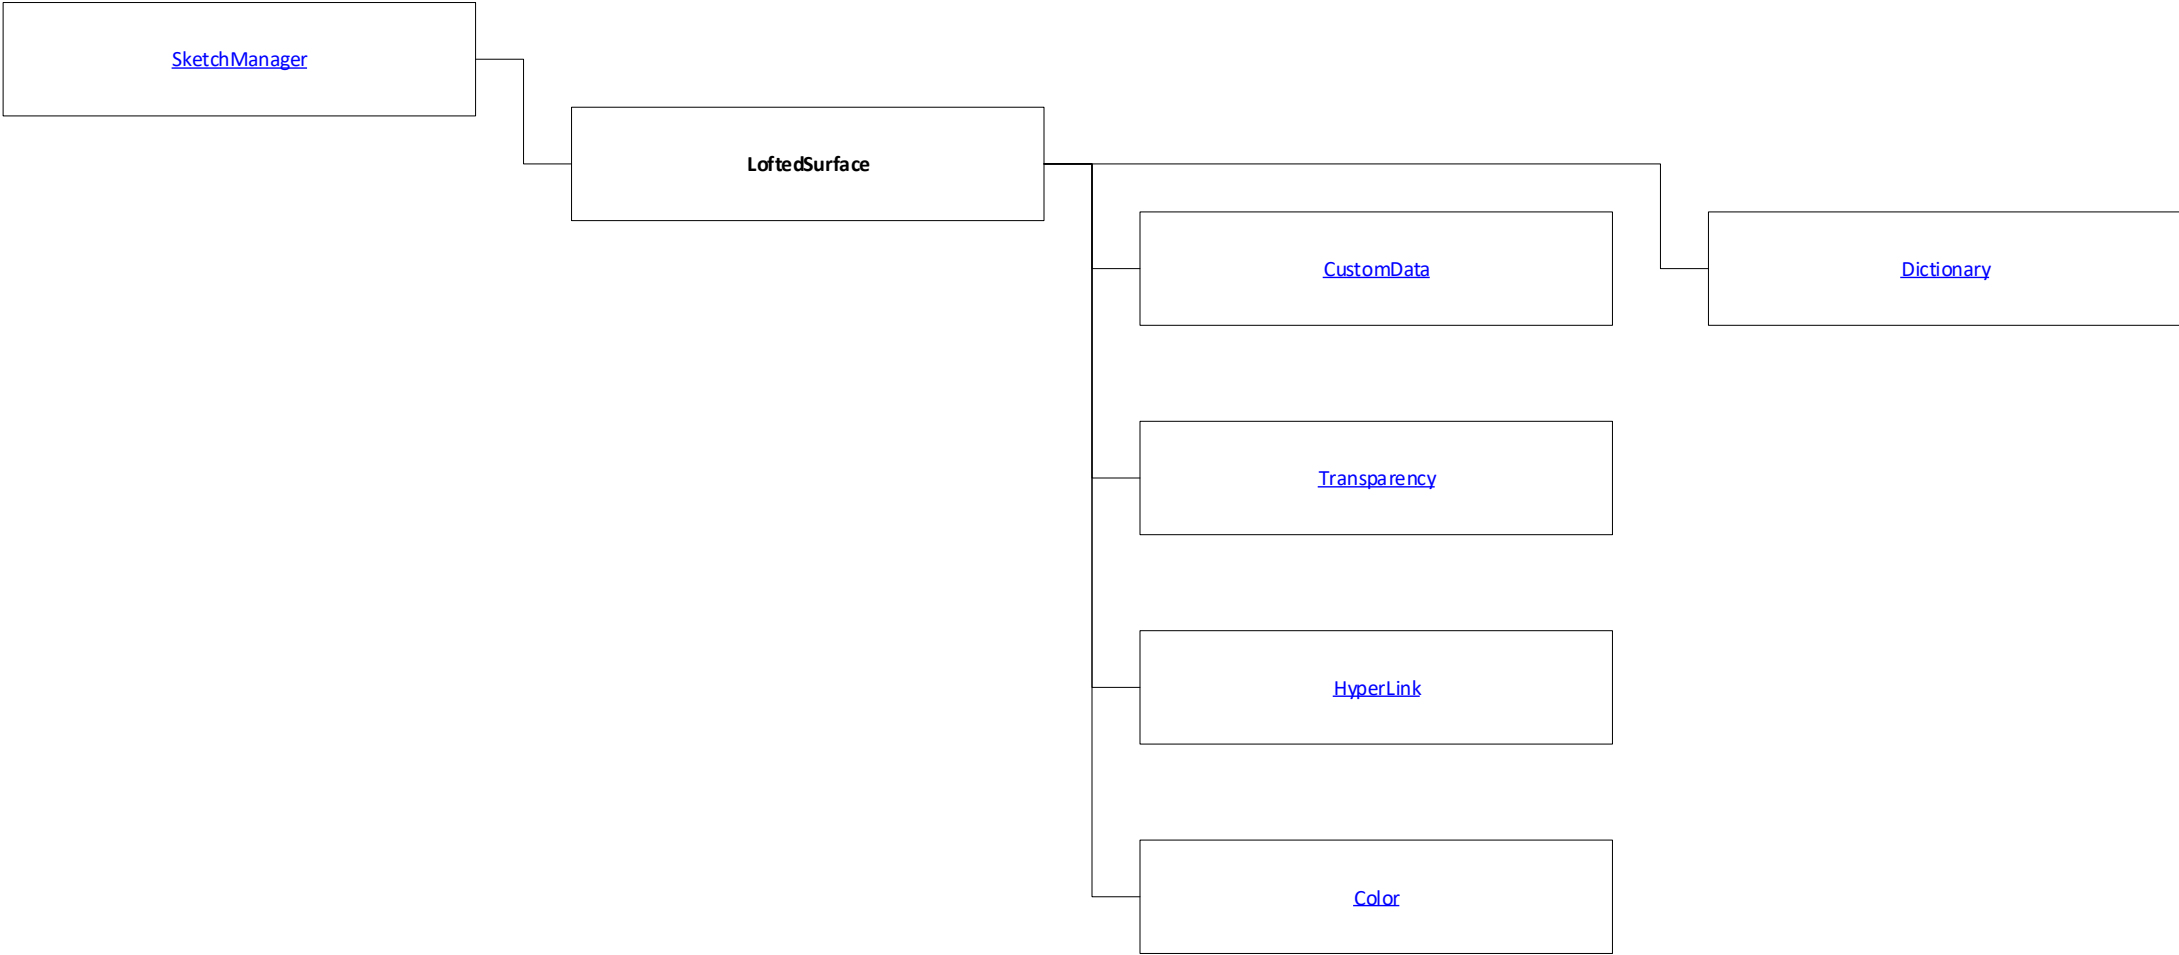 SketchManager
LoftedSurface
CustomData
Dictionary
Transparency
HyperLink
Color